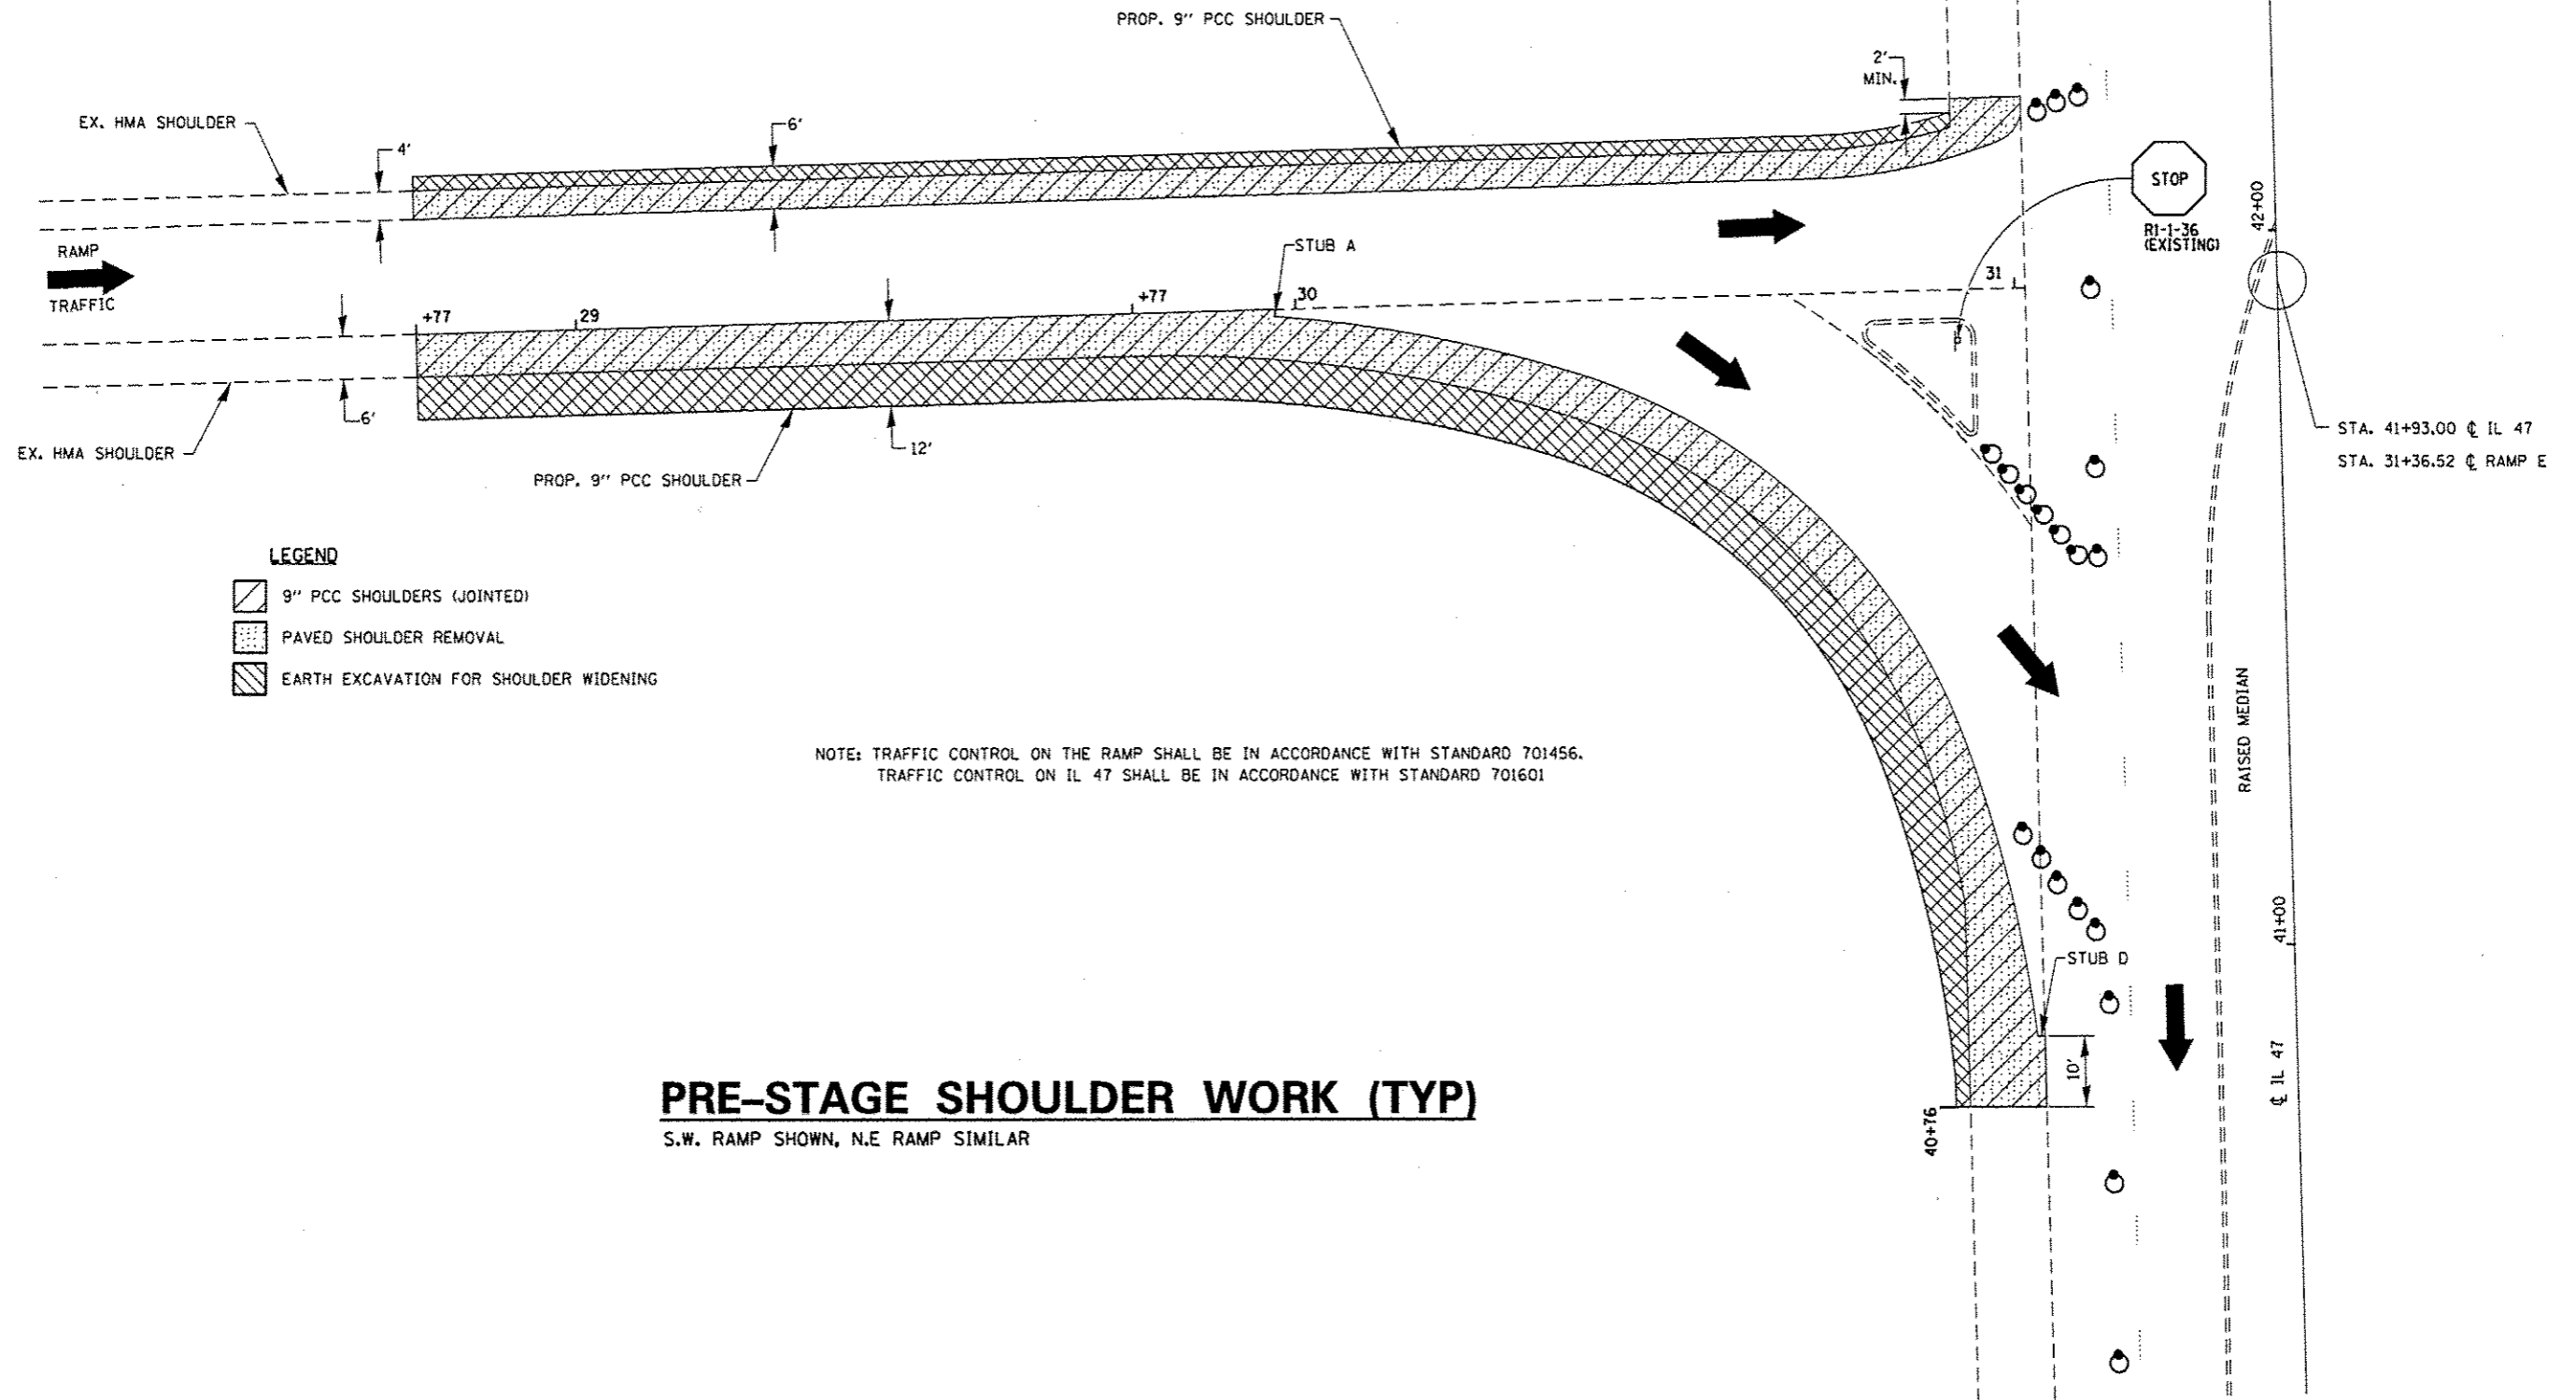 PROP. 9" PCC SHOULDER
2'
MIN.
EX. HMA SHOULDER
4'
6'
STOP
R1-1-36
(EXISTING)
42+00
RAMP
TRAFFIC
STUB A
31
+77
29
+77
30
6'
12'
EX. HMA SHOULDER
PROP. 9" PCC SHOULDER
STA. 41+93.00 ℄ IL 47
STA. 31+36.52 ℄ RAMP E
LEGEND
9" PCC SHOULDERS (JOINTED)
PAVED SHOULDER REMOVAL
EARTH EXCAVATION FOR SHOULDER WIDENING
RAISED MEDIAN
NOTE: TRAFFIC CONTROL ON THE RAMP SHALL BE IN ACCORDANCE WITH STANDARD 701456.
TRAFFIC CONTROL ON IL 47 SHALL BE IN ACCORDANCE WITH STANDARD 701601
41+00
STUB D
10'
℄ IL 47
40+76
PRE-STAGE SHOULDER WORK (TYP)
S.W. RAMP SHOWN, N.E RAMP SIMILAR